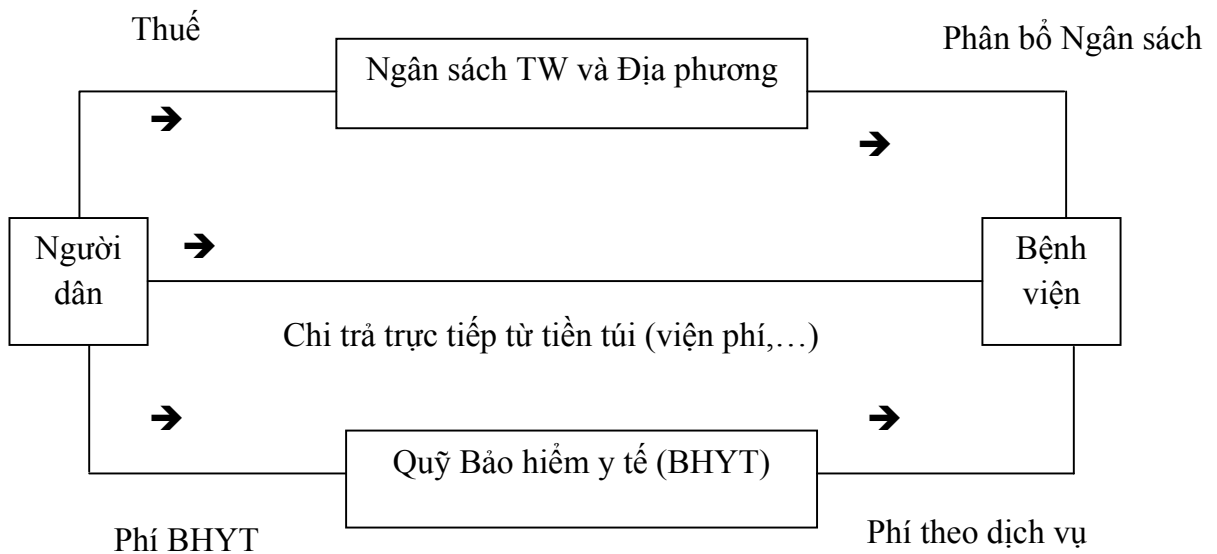 Thuế
Phân bổ Ngân sách
Ngân sách TW và Địa phương
Người
dân
Bệnh
viện
Chi trả trực tiếp từ tiền túi (viện phí,…)
Quỹ Bảo hiểm y tế (BHYT)
Phí BHYT
Phí theo dịch vụ